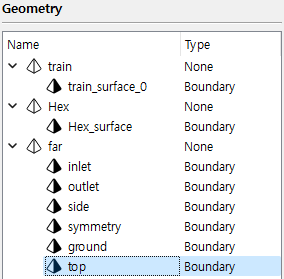 Geometry
Name Type
train None
train_surface_0 Boundary
Hex None
Hex_surface Boundary
far None
inlet Boundary
outlet Boundary
side Boundary
symmetry Boundary
ground Boundary
top Boundary